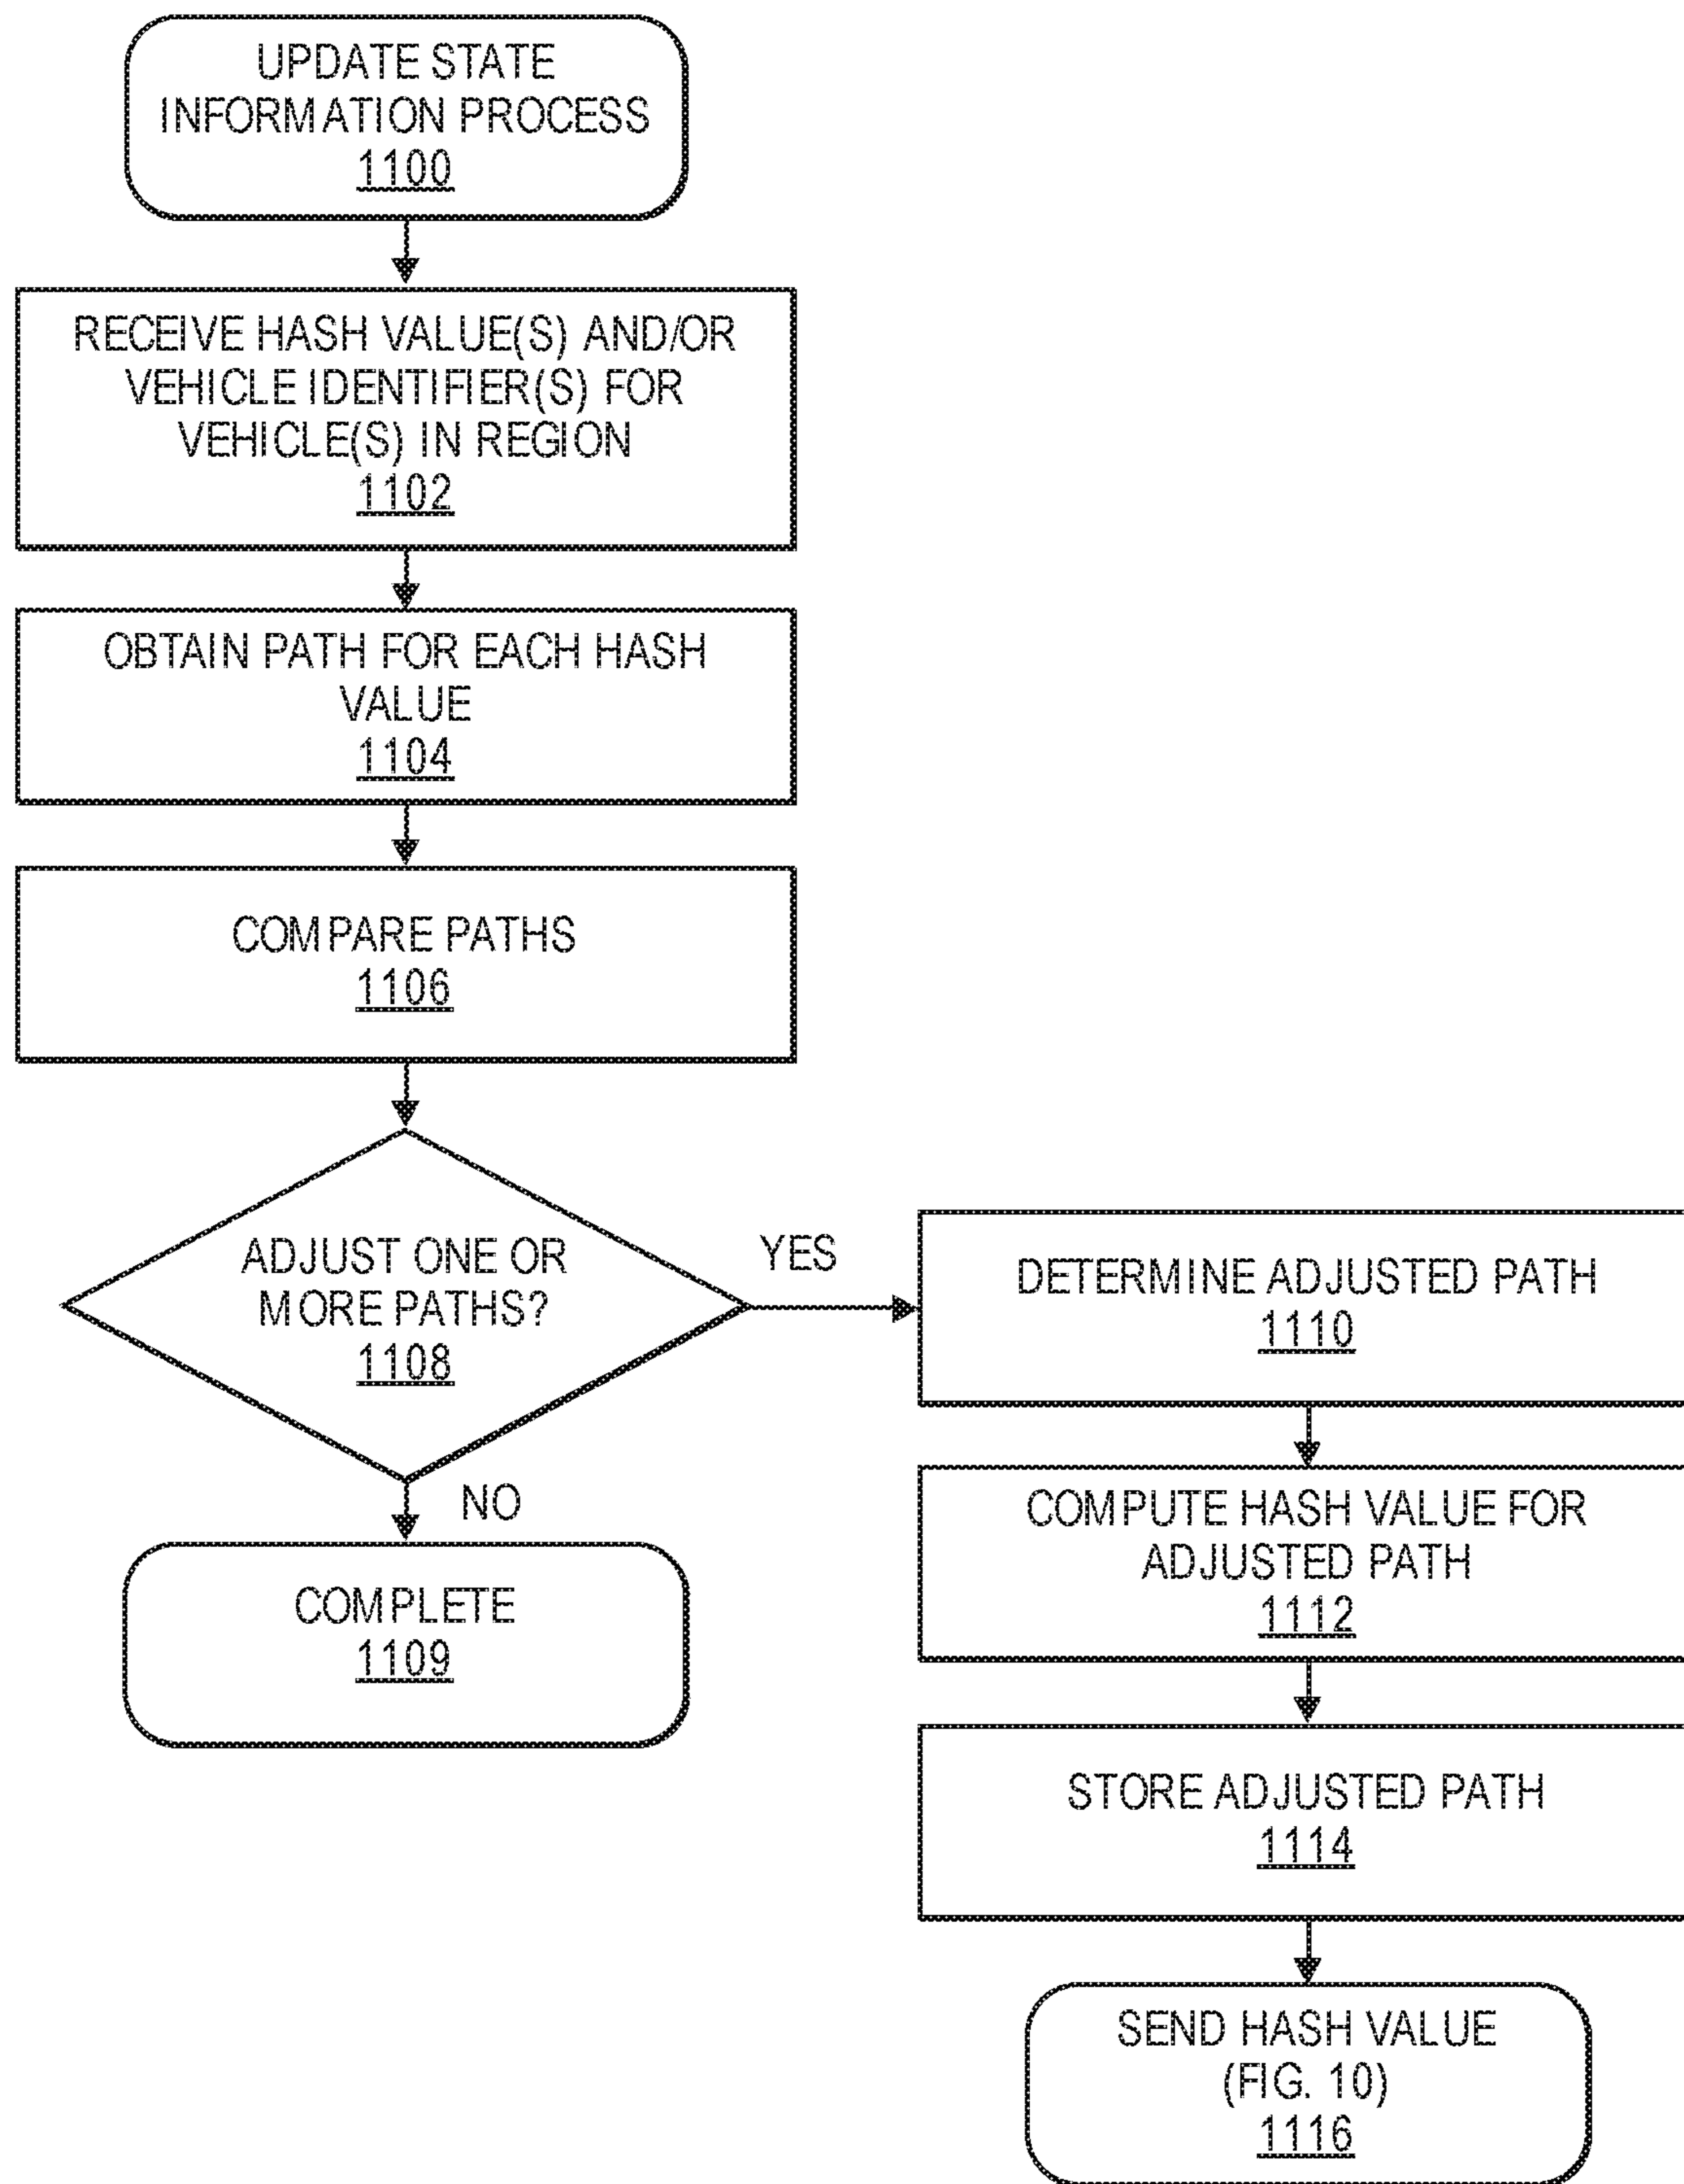 UPDATE STATE
INFORMATION PROCESS
1100
RECEIVE HASH VALUE(S) AND/OR
VEHICLE IDENTIFIER(S) FOR
VEHICLE(S) IN REGION
1102
OBTAIN PATH FOR EACH HASH
VALUE
1104
COMPARE PATHS
1106
ADJUST ONE OR
MORE PATHS?
1108
YES
NO
COMPLETE
1109
DETERMINE ADJUSTED PATH
1110
COMPUTE HASH VALUE FOR
ADJUSTED PATH
1112
STORE ADJUSTED PATH
1114
SEND HASH VALUE
(FIG. 10)
1116